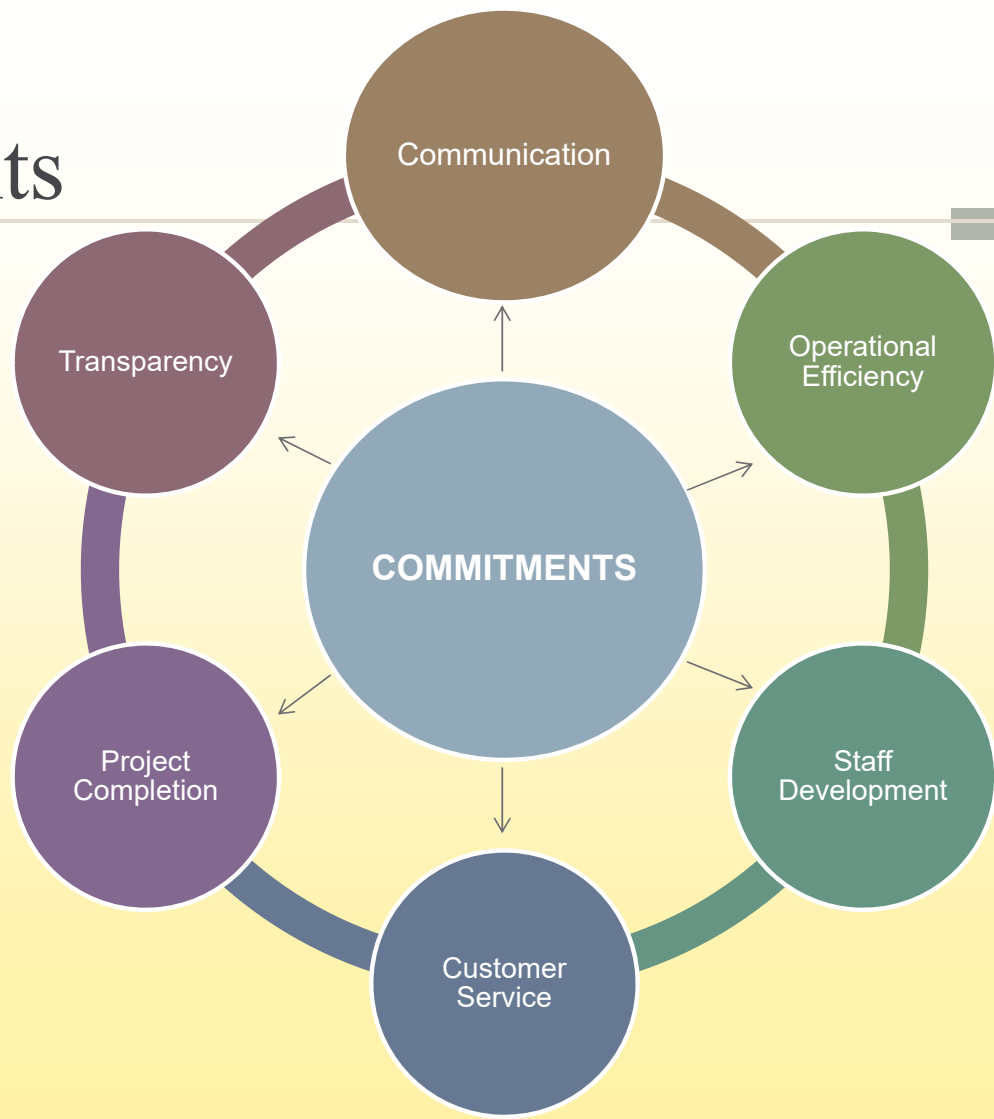 ts
Communication
Transparency
Operational
Efficiency
COMMITMENTS
Project
Completion
Staff
Development
Customer
Service